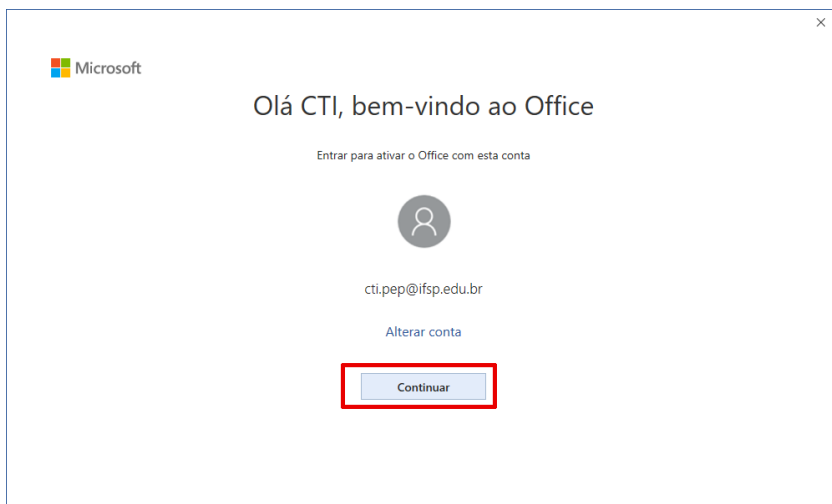 Microsoft
Olá CTI, bem-vindo ao Office
Entrar para ativar o Office com esta conta
cti.pep@ifsp.edu.br
Alterar conta
Continuar